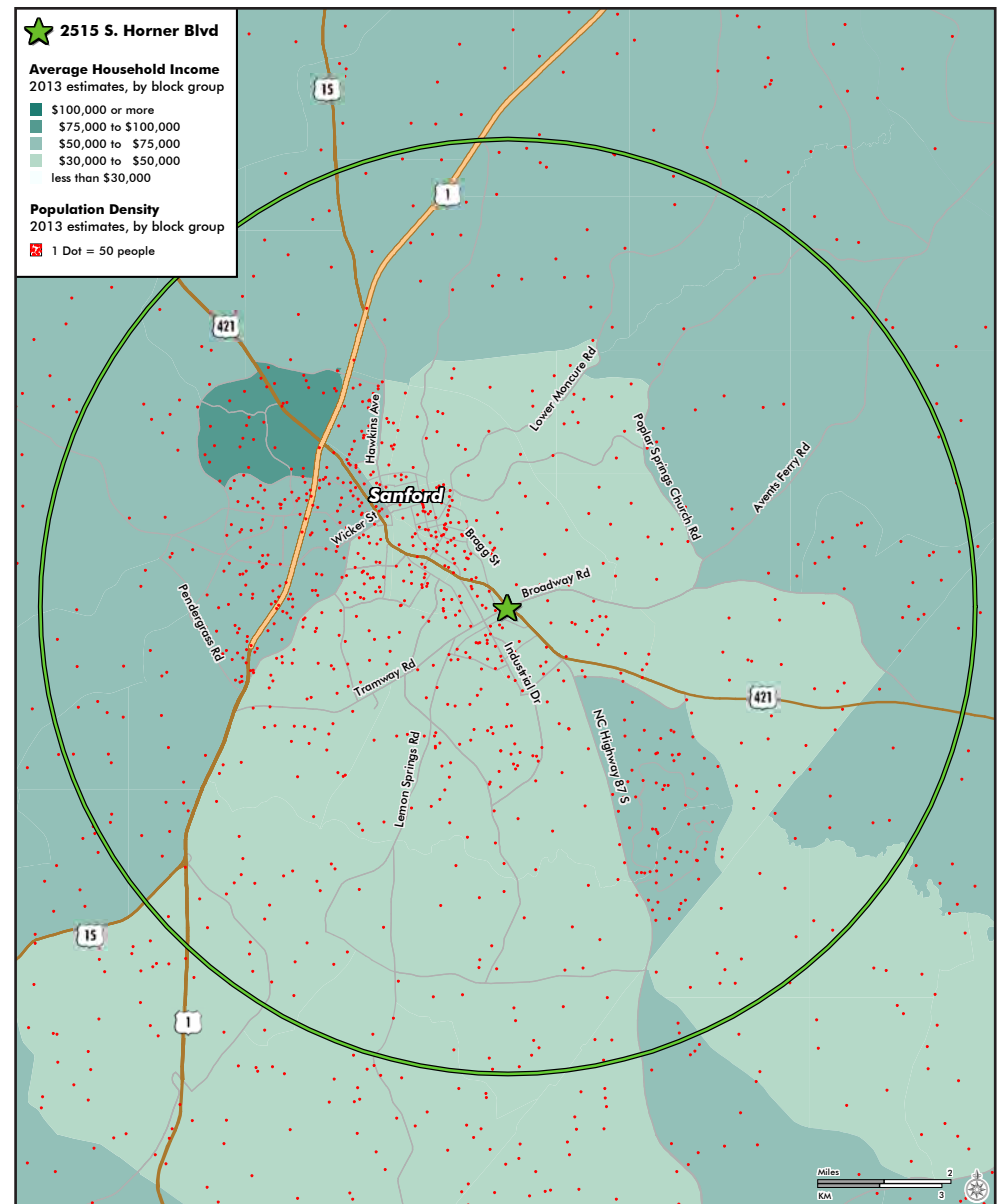 2515 S. Horner Blvd
Average Household Income
2013 estimates, by block group
$100,000 or more
$75,000 to $100,000
$50,000 to $75,000
$30,000 to $50,000
less than $30,000
Population Density
2013 estimates, by block group
1 Dot = 50 people
15
1
421
Lower Moncure Rd
Hawkins Ave
Poplar Springs Church Rd
Avents Ferry Rd
Sanford
Wicker St
Bragg St
Broadway Rd
Pendergrass Rd
Industrial Dr
Tramway Rd
421
NC Highway 87 S
Lemon Springs Rd
15
1
Miles 2
KM 3